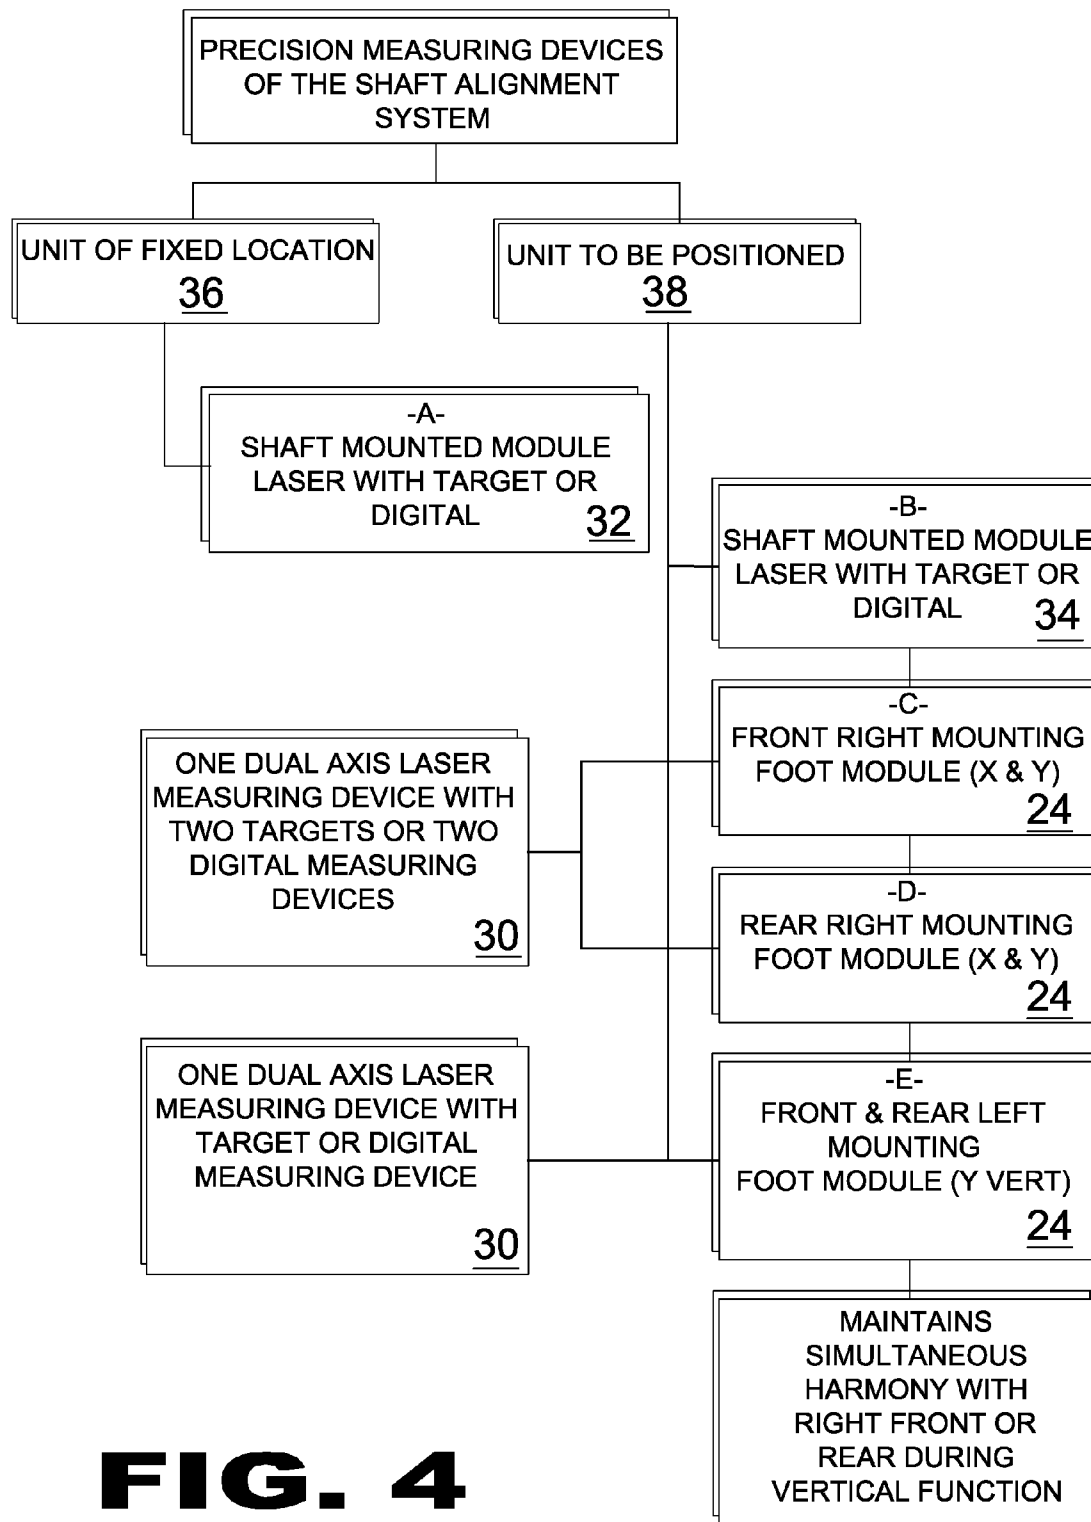 PRECISION MEASURING DEVICES
OF THE SHAFT ALIGNMENT
SYSTEM
UNIT OF FIXED LOCATION
36
UNIT TO BE POSITIONED
38
-A-
SHAFT MOUNTED MODULE
LASER WITH TARGET OR
DIGITAL
32
-B-
SHAFT MOUNTED MODULE
LASER WITH TARGET OR
DIGITAL
34
-C-
FRONT RIGHT MOUNTING
FOOT MODULE (X & Y)
24
ONE DUAL AXIS LASER
MEASURING DEVICE WITH
TWO TARGETS OR TWO
DIGITAL MEASURING
DEVICES
30
-D-
REAR RIGHT MOUNTING
FOOT MODULE (X & Y)
24
ONE DUAL AXIS LASER
MEASURING DEVICE WITH
TARGET OR DIGITAL
MEASURING DEVICE
30
-E-
FRONT & REAR LEFT
MOUNTING
FOOT MODULE (Y VERT)
24
MAINTAINS
SIMULTANEOUS
HARMONY WITH
RIGHT FRONT OR
REAR DURING
VERTICAL FUNCTION
FIG. 4